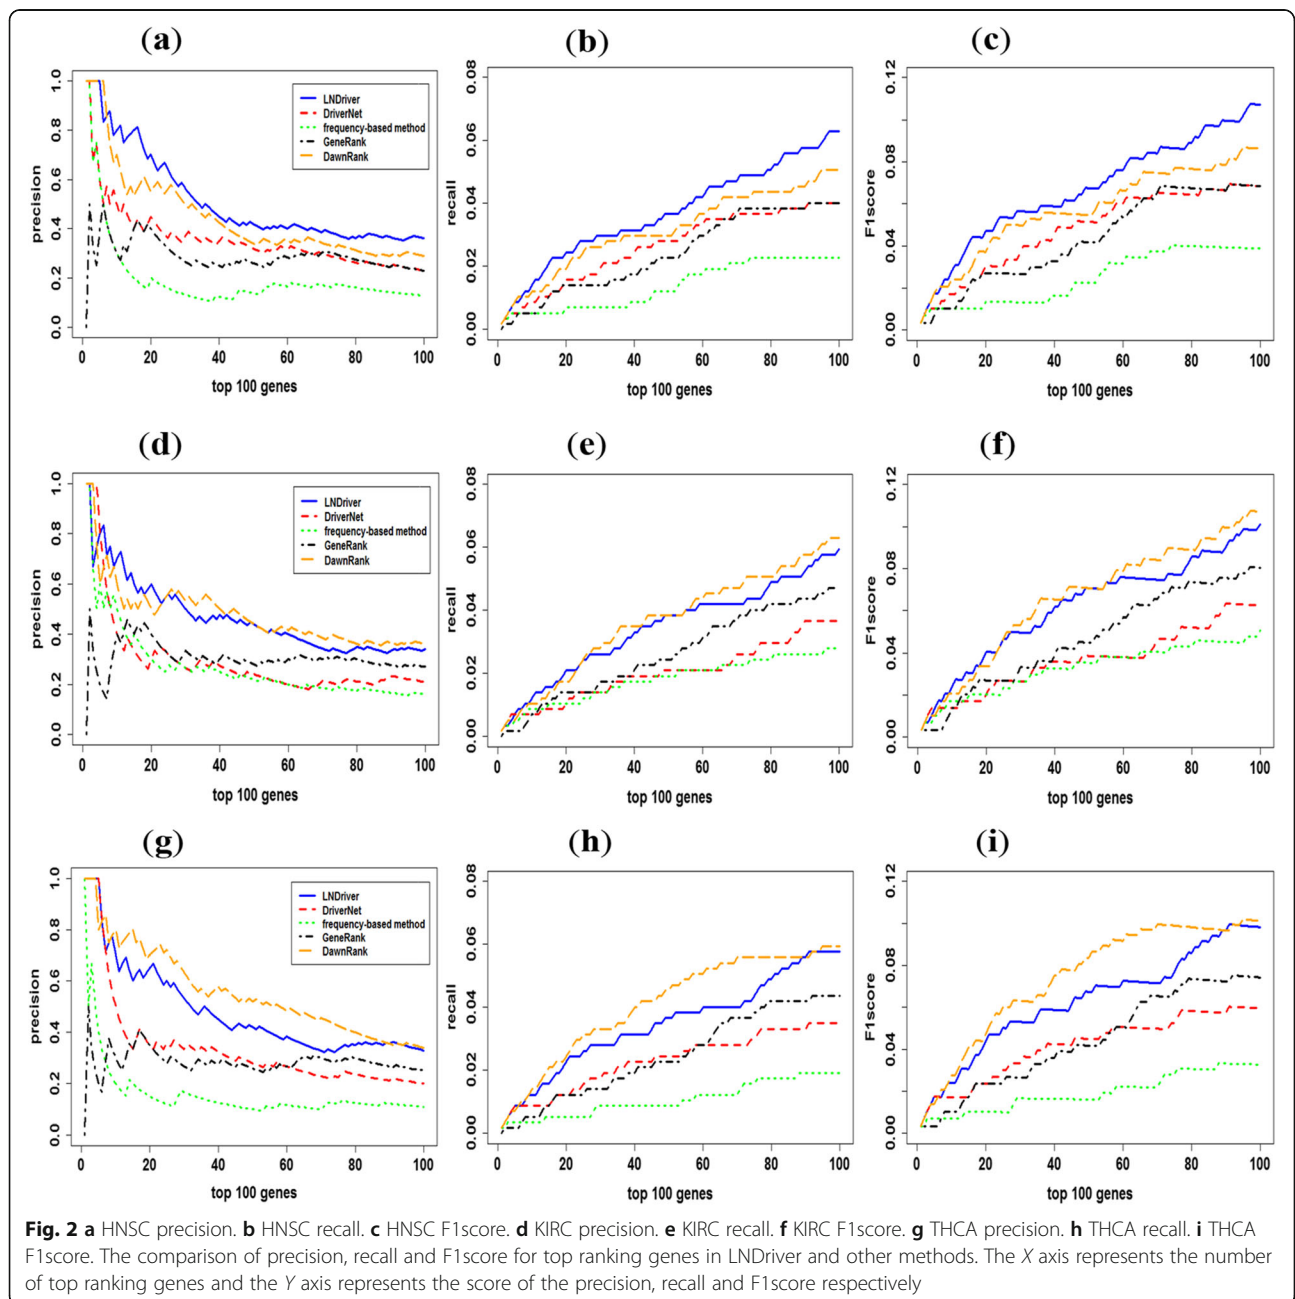 (a)
(b)
(c)
precision
0.0 0.2 0.4 0.6 0.8 1.0
LNDriver
DriverNet
frequency-based method
GeneRank
DawnRank
0 20 40 60 80 100
top 100 genes
recall
0.00 0.02 0.04 0.06 0.08
0 20 40 60 80 100
top 100 genes
F1score
0.00 0.04 0.08 0.12
0 20 40 60 80 100
top 100 genes
(d)
(e)
(f)
precision
0.0 0.2 0.4 0.6 0.8 1.0
LNDriver
DriverNet
frequency-based method
GeneRank
DawnRank
0 20 40 60 80 100
top 100 genes
recall
0.00 0.02 0.04 0.06 0.08
0 20 40 60 80 100
top 100 genes
F1score
0.00 0.04 0.08 0.12
0 20 40 60 80 100
top 100 genes
(g)
(h)
(i)
precision
0.0 0.2 0.4 0.6 0.8 1.0
LNDriver
DriverNet
frequency-based method
GeneRank
DawnRank
0 20 40 60 80 100
top 100 genes
recall
0.00 0.02 0.04 0.06 0.08
0 20 40 60 80 100
top 100 genes
F1score
0.00 0.04 0.08 0.12
0 20 40 60 80 100
top 100 genes
Fig. 2 a HNSC precision. b HNSC recall. c HNSC F1score. d KIRC precision. e KIRC recall. f KIRC F1score. g THCA precision. h THCA recall. i THCA
F1score. The comparison of precision, recall and F1score for top ranking genes in LNDriver and other methods. The X axis represents the number
of top ranking genes and the Y axis represents the score of the precision, recall and F1score respectively